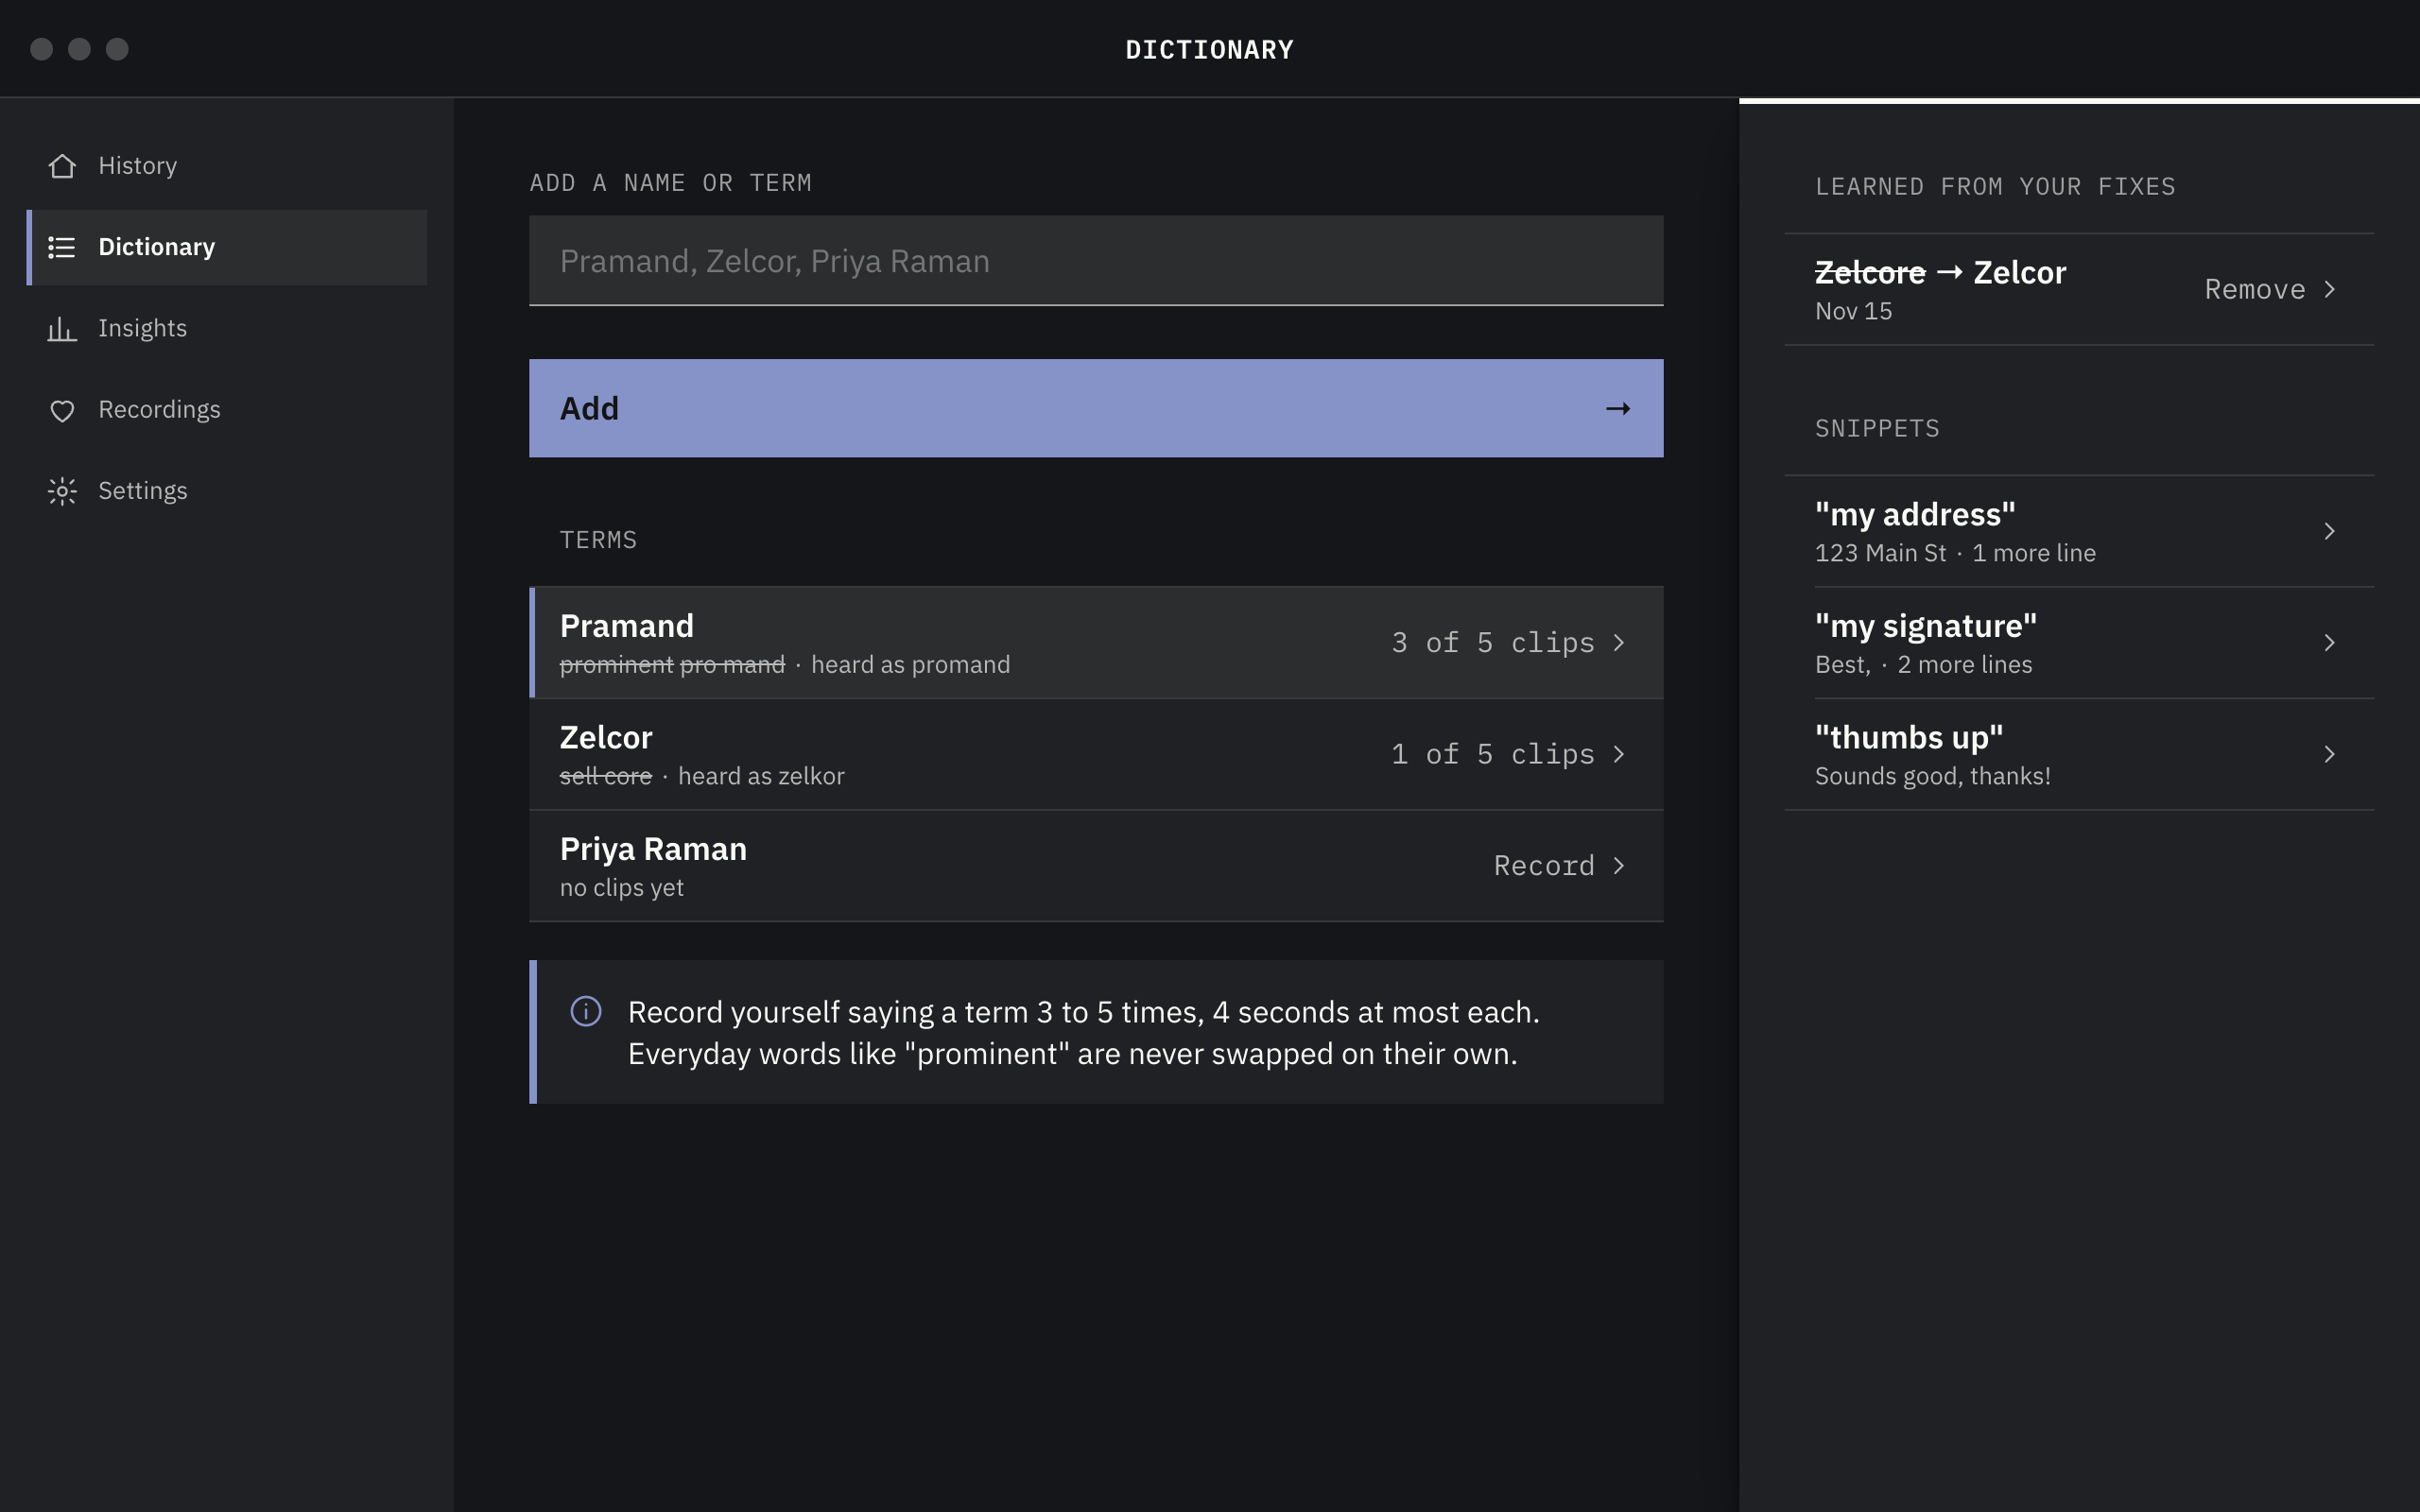 DICTIONARY
History
Dictionary
Insights
Recordings
Settings
ADD A NAME OR TERM
Pramand, Zelcor, Priya Raman
Add →
TERMS
Pramand
prominent pro mand · heard as promand
3 of 5 clips
Zelcor
sell core · heard as zelkor
1 of 5 clips
Priya Raman
no clips yet
Record
Record yourself saying a term 3 to 5 times, 4 seconds at most each.
Everyday words like "prominent" are never swapped on their own.
LEARNED FROM YOUR FIXES
Zelcore → Zelcor
Nov 15
Remove
SNIPPETS
"my address"
123 Main St · 1 more line
"my signature"
Best, · 2 more lines
"thumbs up"
Sounds good, thanks!